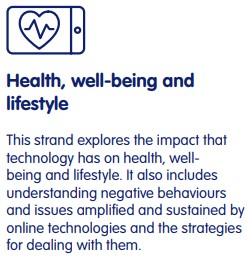 Health, well-being and
lifestyle
This strand explores the impact that
technology has on health, well-
being and lifestyle. It also includes
understanding negative behaviours
and issues amplified and sustained by
online technologies and the strategies
for dealing with them.